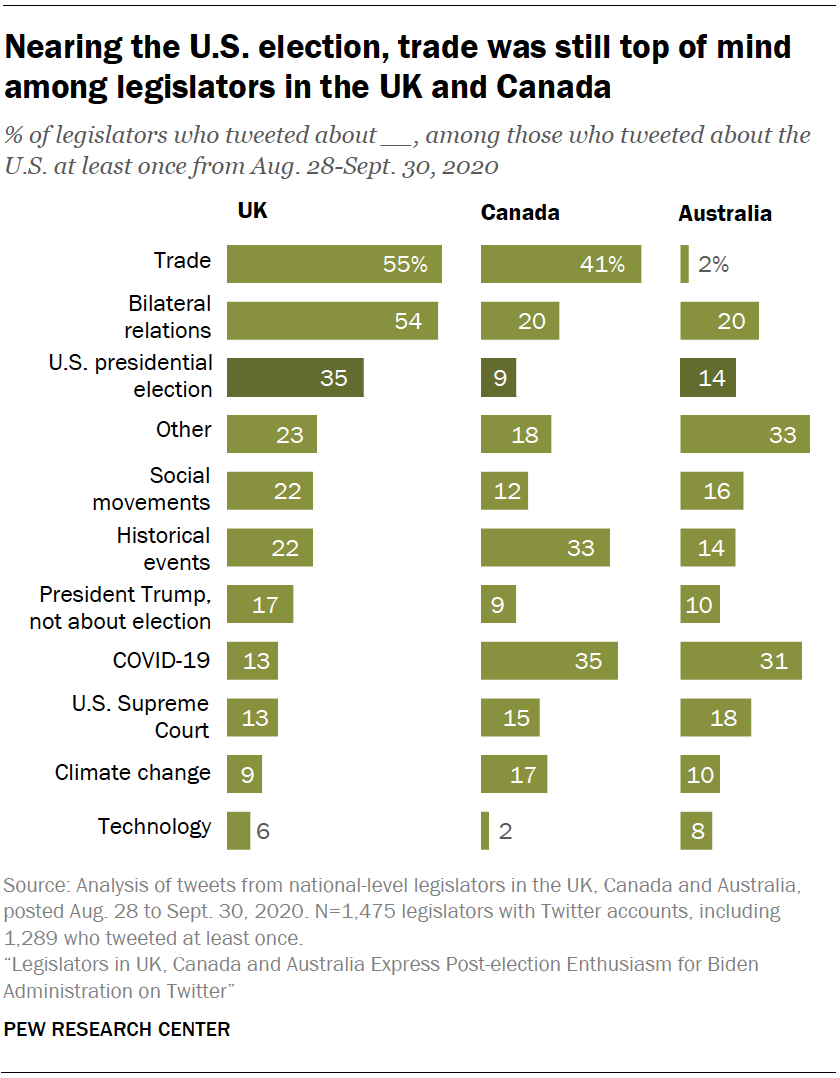 Nearing the U.S. election, trade was still top of mind
among legislators in the UK and Canada
% of legislators who tweeted about __, among those who tweeted about the
U.S. at least once from Aug. 28-Sept. 30, 2020
UK Canada Australia
Trade 55% 41% 2%
Bilateral
relations 54 20 20
U.S. presidential
election 35 9 14
Other 23 18 33
Social
movements 22 12 16
Historical
events 22 33 14
President Trump,
not about election 17 9 10
COVID-19 13 35 31
U.S. Supreme
Court 13 15 18
Climate change 9 17 10
Technology 6 2 8
Source: Analysis of tweets from national-level legislators in the UK, Canada and Australia,
posted Aug. 28 to Sept. 30, 2020. N=1,475 legislators with Twitter accounts, including
1,289 who tweeted at least once.
“Legislators in UK, Canada and Australia Express Post-election Enthusiasm for Biden
Administration on Twitter”
PEW RESEARCH CENTER